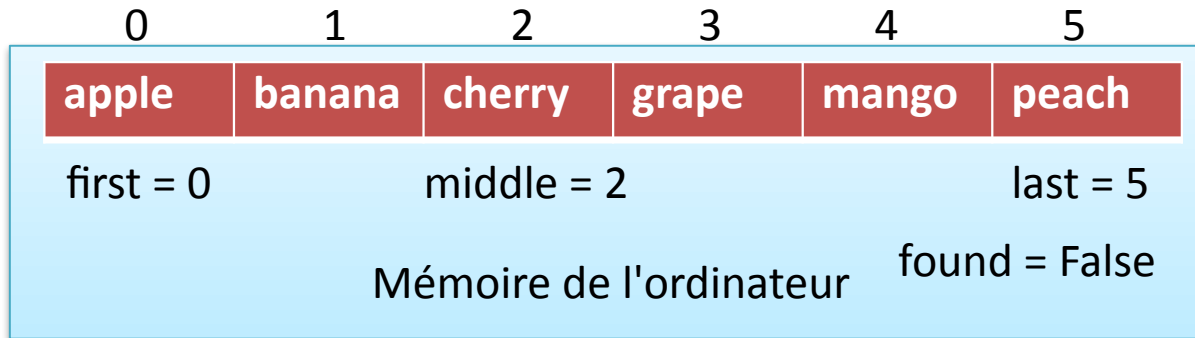 0 1 2 3 4 5
apple banana cherry grape mango peach
first = 0 middle = 2 last = 5
found = False
Mémoire de l'ordinateur